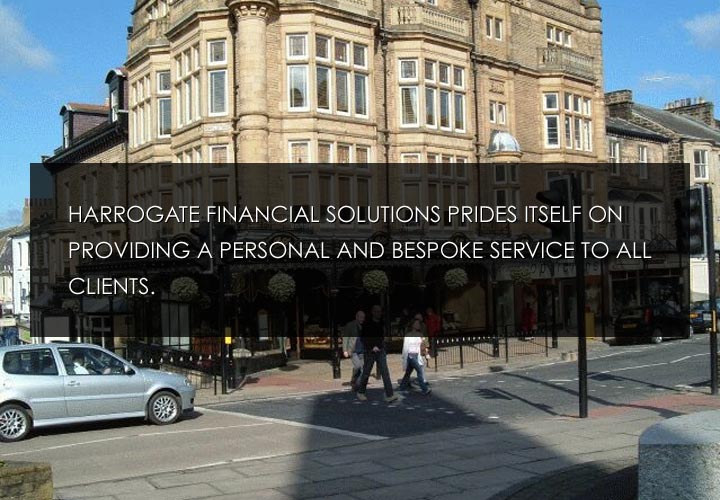 HARROGATE FINANCIAL SOLUTIONS PRIDES ITSELF ON
PROVIDING A PERSONAL AND BESPOKE SERVICE TO ALL
CLIENTS.